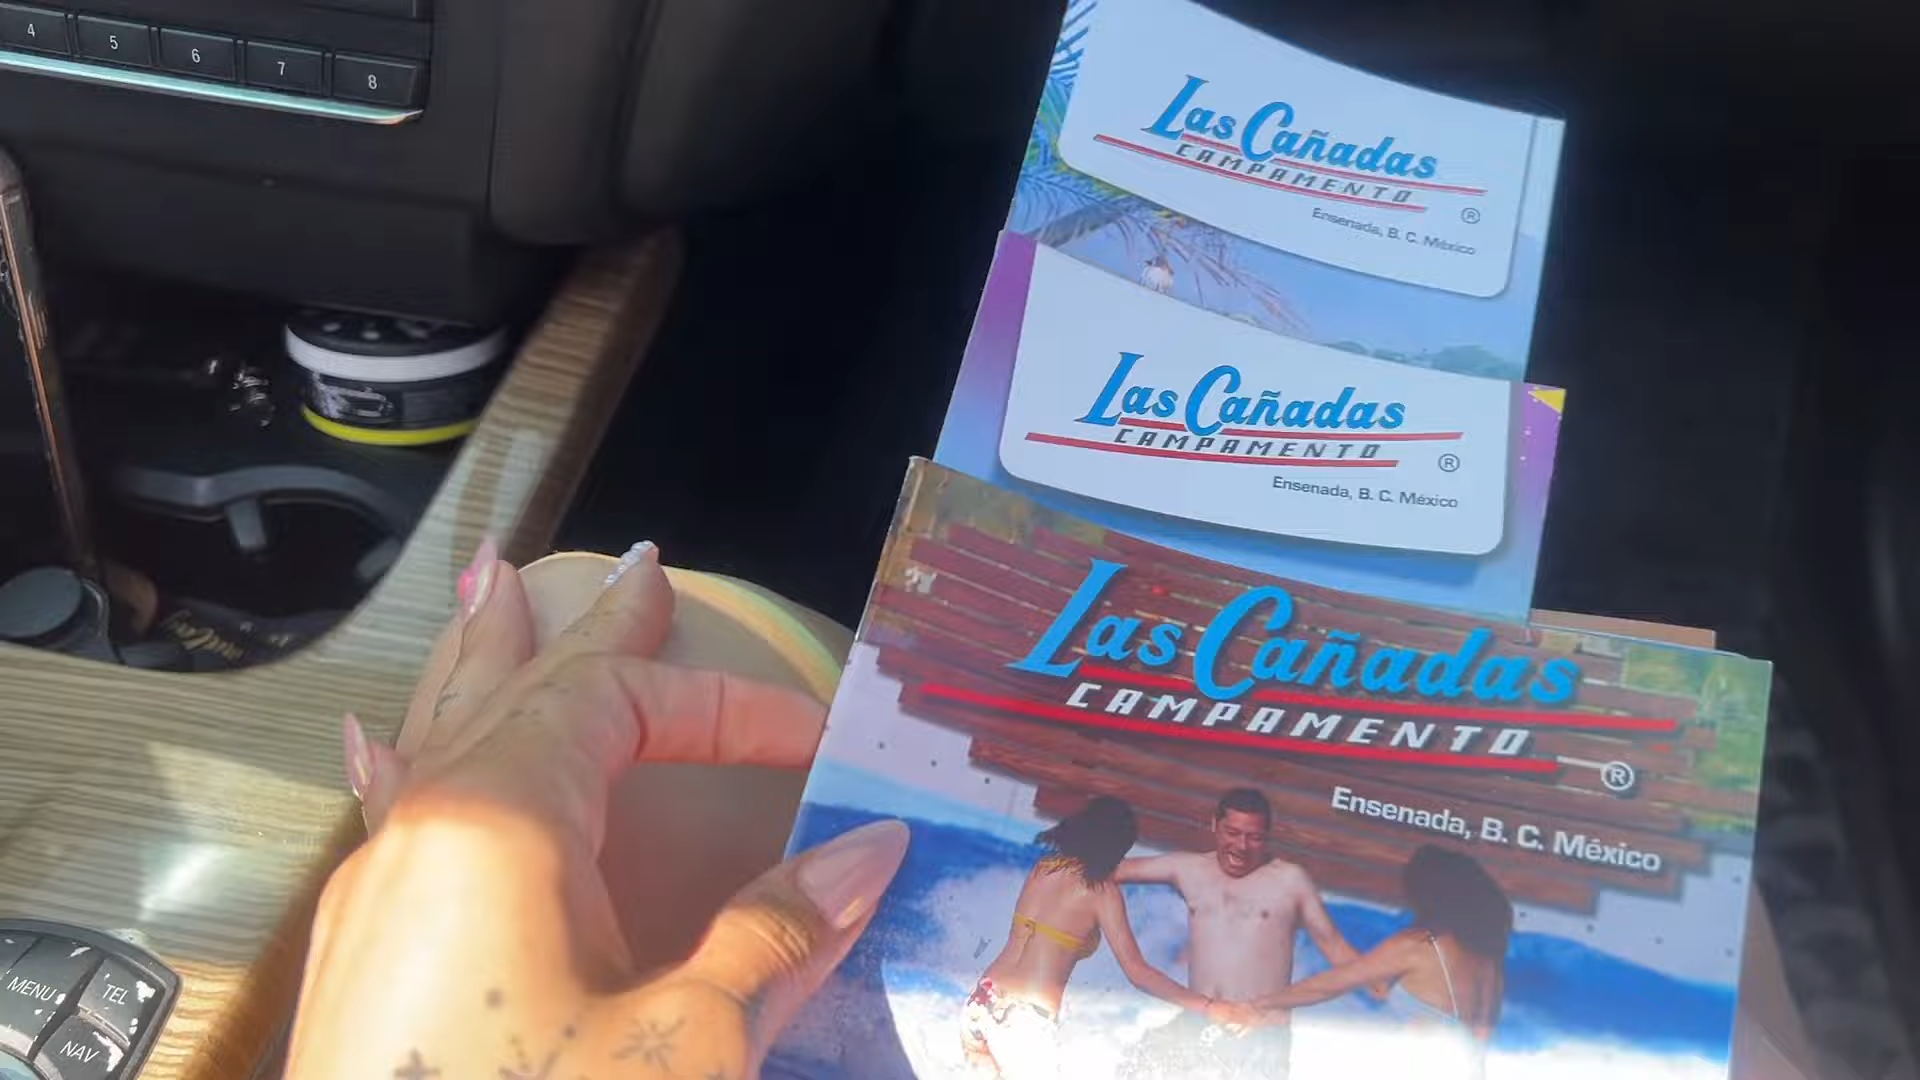 4 5 6 7 8
Las Cañadas
CAMPAMENTO
®
Ensenada, B. C. México
Las Cañadas
CAMPAMENTO
®
Ensenada, B. C. México
Las Cañadas
CAMPAMENTO
®
Ensenada, B. C. México
MENU TEL
NAV